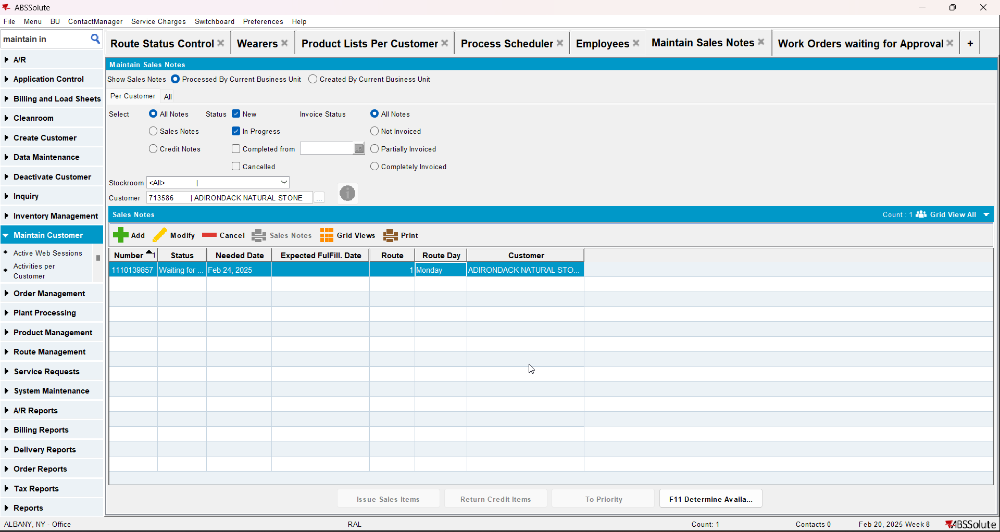 ABSSolute
File Menu BU ContactManager Service Charges Switchboard Preferences Help
maintain in
Route Status Control Wearers Product Lists Per Customer Process Scheduler Employees Maintain Sales Notes Work Orders waiting for Approval +
A/R
Application Control
Billing and Load Sheets
Cleanroom
Create Customer
Data Maintenance
Deactivate Customer
Inquiry
Inventory Management
Maintain Customer
Active Web Sessions
Activities per
Customer
Order Management
Plant Processing
Product Management
Route Management
Service Requests
System Maintenance
A/R Reports
Billing Reports
Delivery Reports
Order Reports
Tax Reports
Reports
Maintain Sales Notes
Show Sales Notes Processed By Current Business Unit Created By Current Business Unit
Per Customer All
Select All Notes Status New Invoice Status All Notes
Sales Notes In Progress Not Invoiced
Credit Notes Completed from 16 Partially Invoiced
Cancelled Completely Invoiced
Stockroom <All> |
Customer 713586 | ADIRONDACK NATURAL STONE ...
Sales Notes Count : 1 Grid View All
Add Modify Cancel Sales Notes Grid Views Print
Number 1 Status Needed Date Expected FulFill. Date Route Route Day Customer
1110139857 Waiting for ... Feb 24, 2025 1 Monday ADIRONDACK NATURAL STO...
Issue Sales Items Return Credit Items To Priority F11 Determine Availa...
ALBANY, NY - Office RAL Count: 1 Contacts 0 Feb 20, 2025 Week 8 ABSSolute